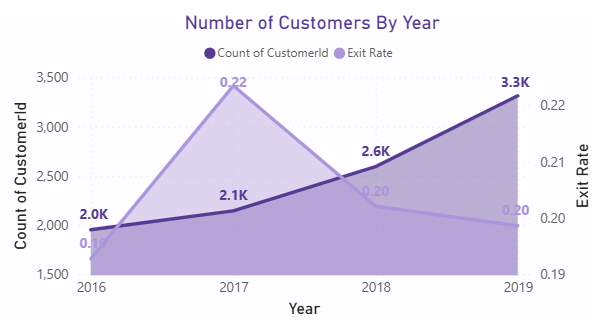 Number of Customers By Year
Count of CustomerId Exit Rate
3,500
3,000
2,500
2,000
1,500
Count of CustomerId
0.22
0.21
0.20
0.19
Exit Rate
2.0K
2.1K
2.6K
3.3K
0.19
0.22
0.20
0.20
2016 2017 2018 2019
Year